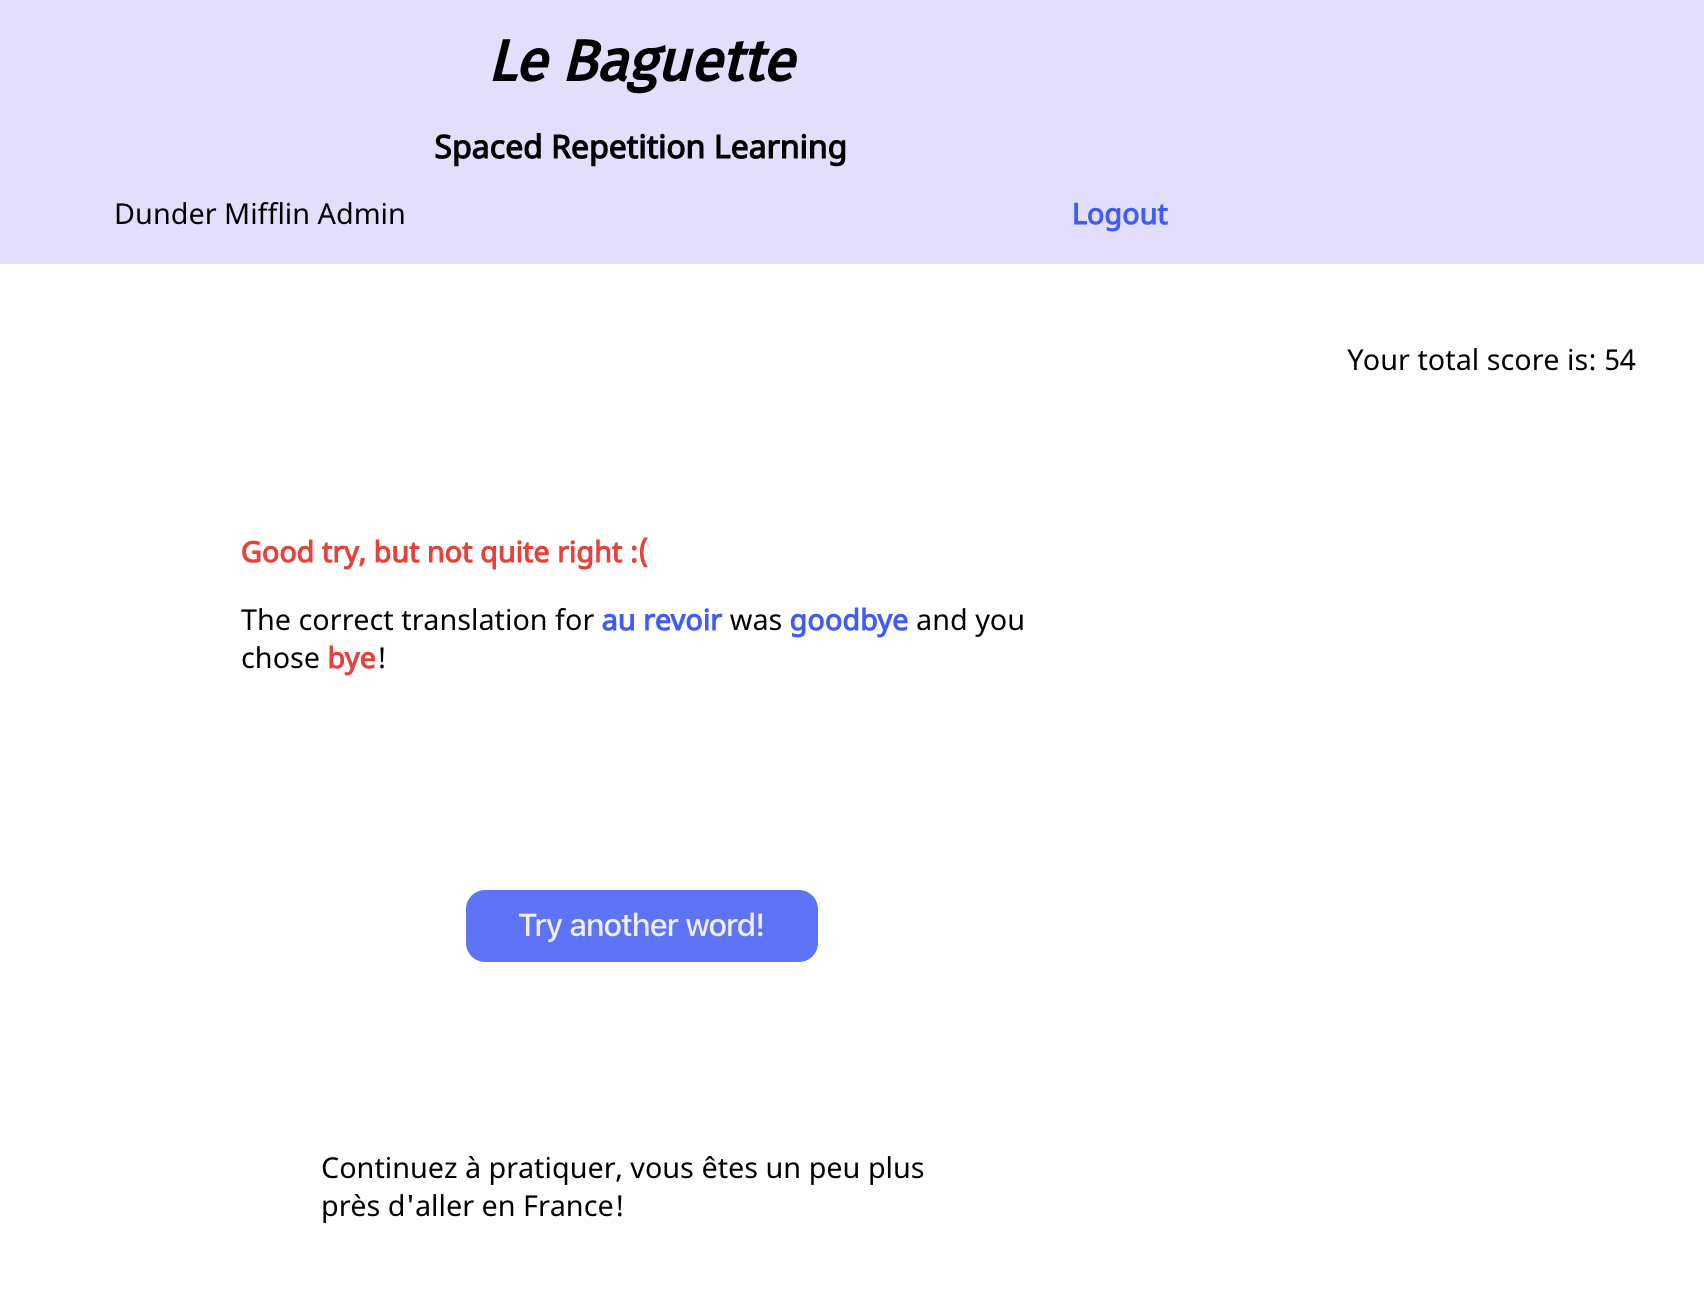 Le Baguette
Spaced Repetition Learning
Dunder Mifflin Admin
Logout
Your total score is: 54
Good try, but not quite right :(
The correct translation for au revoir was goodbye and you
chose bye!
Try another word!
Continuez à pratiquer, vous êtes un peu plus
près d'aller en France!